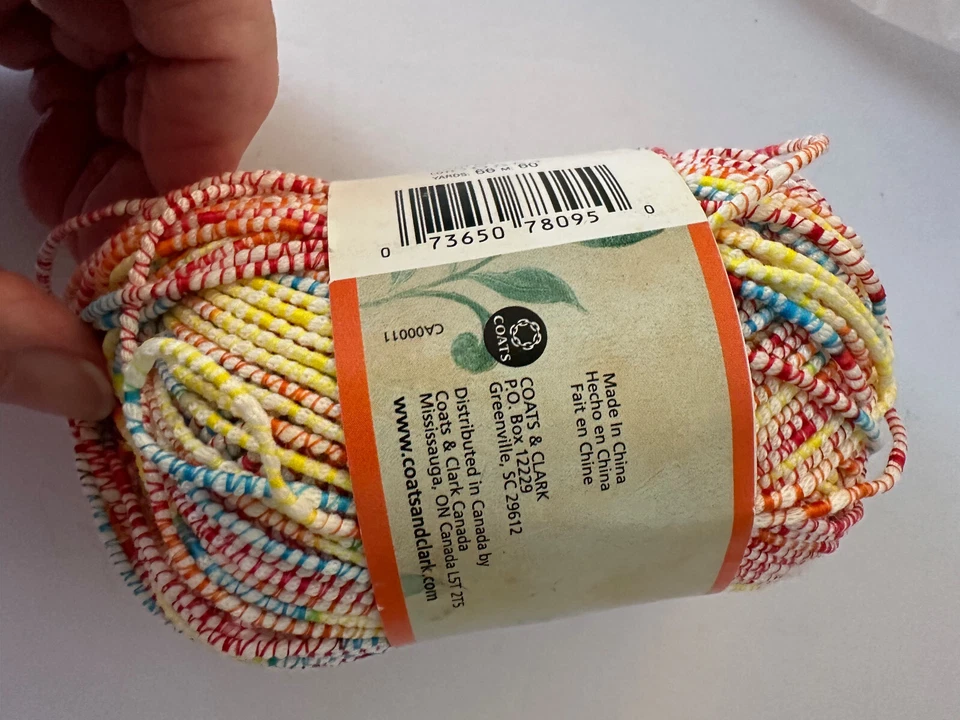 YARDS: 66 M: 60
0 73650 78095 0
CA00011
COATS
Made In China
Hecho en China
Fait en Chine
COATS & CLARK
P.O. Box 12229
Greenville, SC 29612
Distributed in Canada by
Coats & Clark Canada
Mississauga, ON Canada L5T 2T5
www.coatsandclark.com